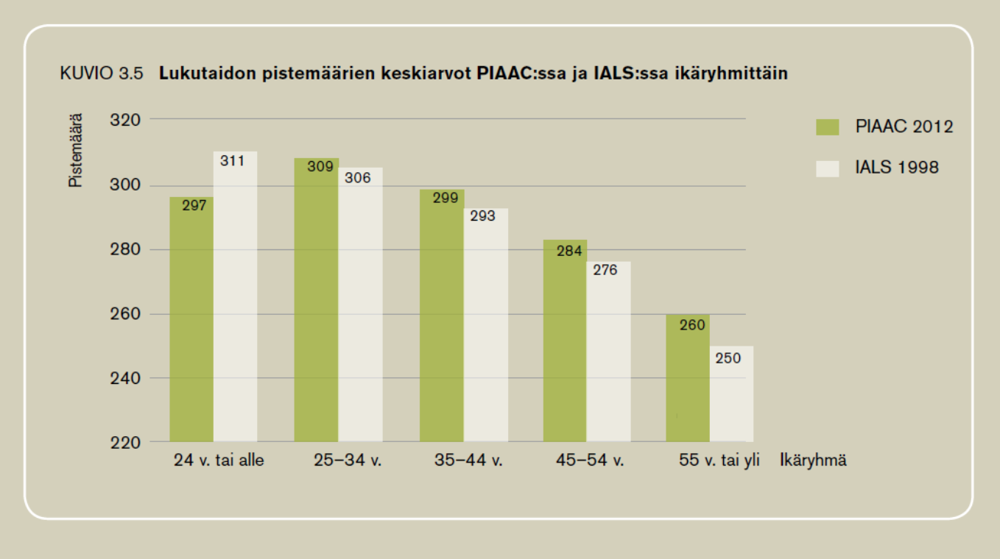 KUVIO 3.5 Lukutaidon pistemäärien keskiarvot PIAAC:ssa ja IALS:ssa ikäryhmittäin
Pistemäärä
320
300
280
260
240
220
297
311
309
306
299
293
284
276
260
250
24 v. tai alle
25–34 v.
35–44 v.
45–54 v.
55 v. tai yli
Ikäryhmä
PIAAC 2012
IALS 1998